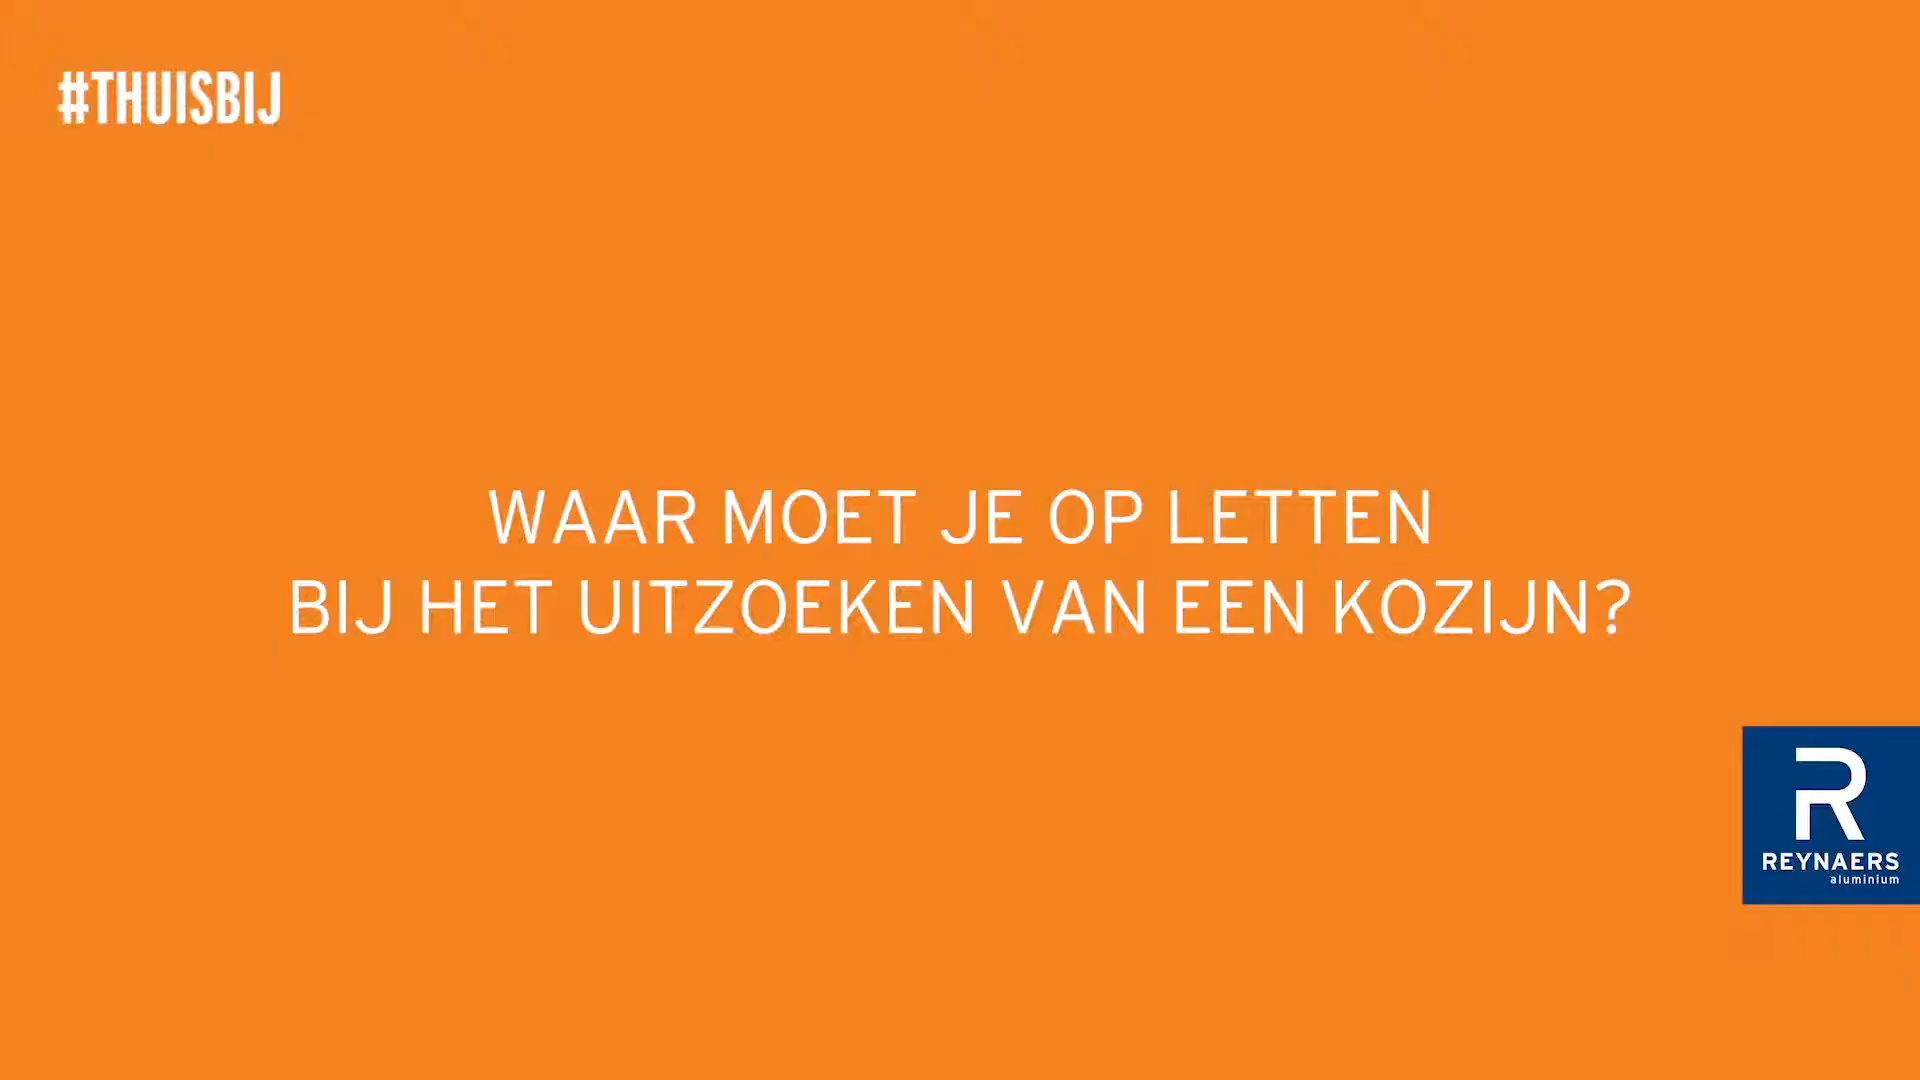 #THUISBIJ
WAAR MOET JE OP LETTEN
BIJ HET UITZOEKEN VAN EEN KOZIJN?
R
REYNAERS
aluminium